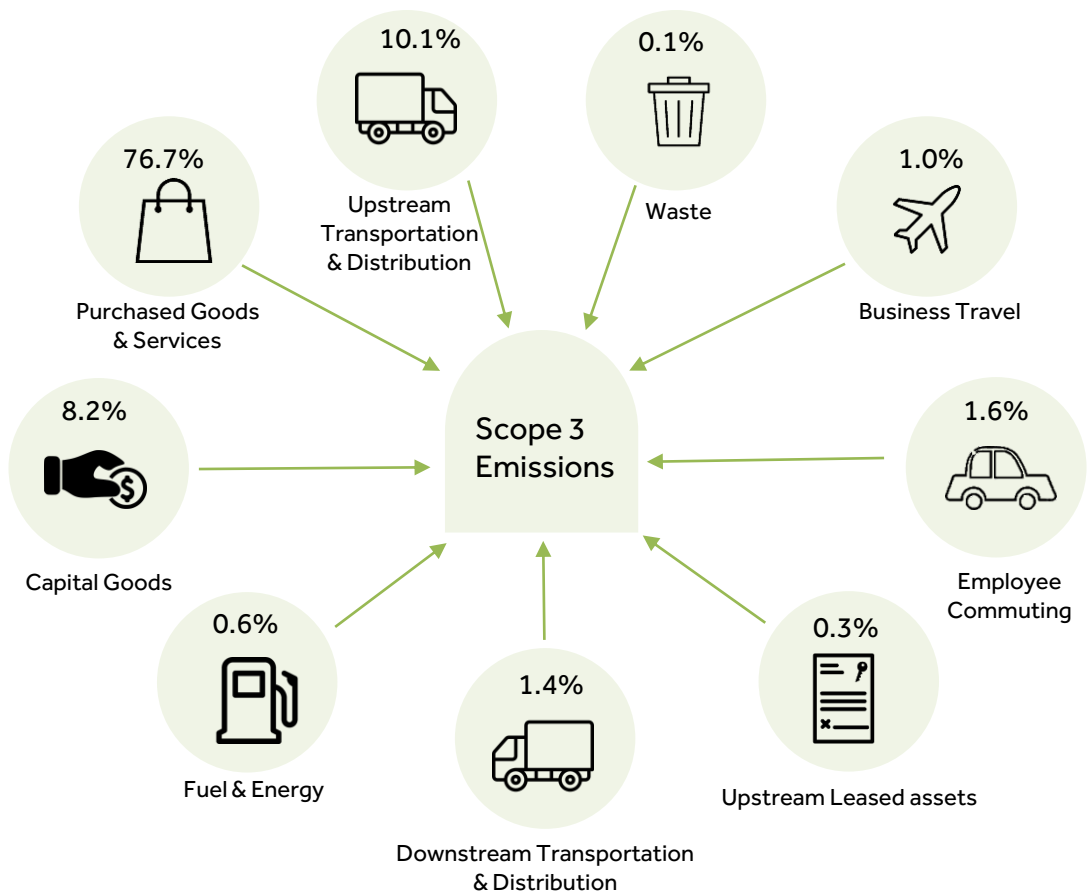 10.1%
Upstream
Transportation
& Distribution
0.1%
Waste
76.7%
Purchased Goods
& Services
1.0%
Business Travel
8.2%
Capital Goods
$
Scope 3
Emissions
1.6%
Employee
Commuting
0.6%
Fuel & Energy
1.4%
Downstream Transportation
& Distribution
0.3%
Upstream Leased assets